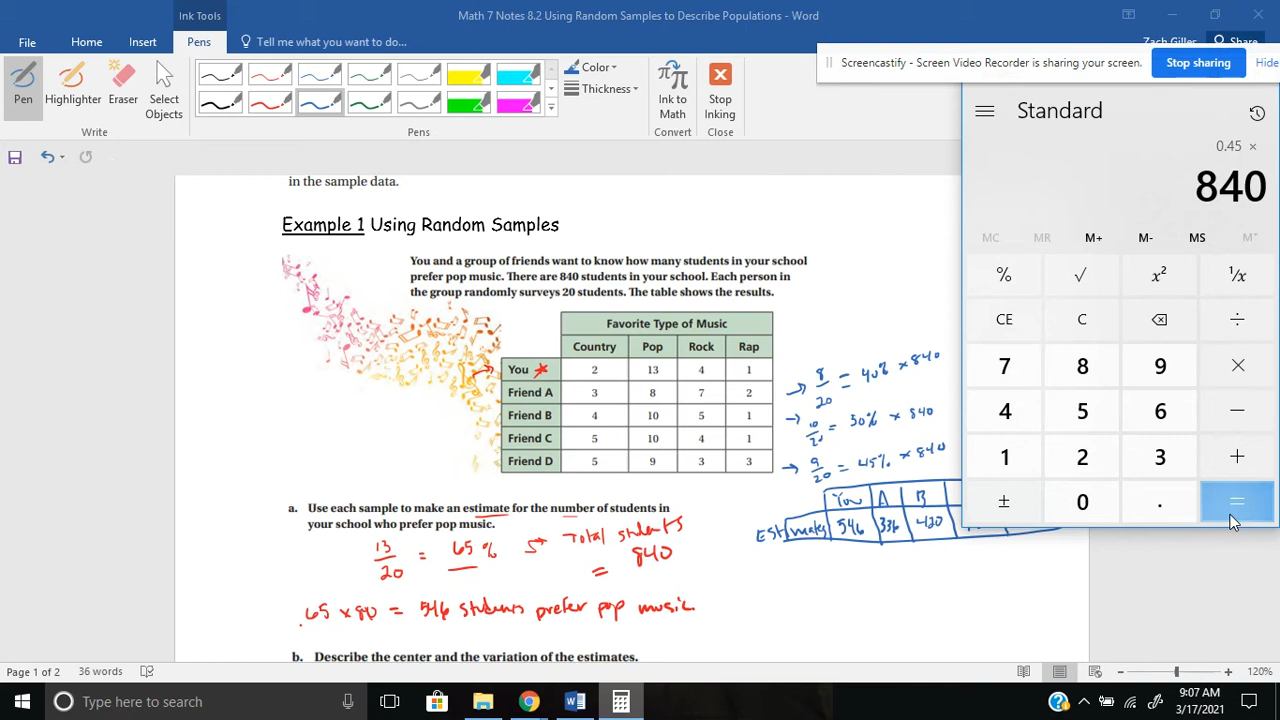 Ink Tools
Math 7 Notes 8.2 Using Random Samples to Describe Populations - Word
Zach Gilles
File Home Insert Pens Tell me what you want to do... Share
Screencastify - Screen Video Recorder is sharing your screen. Stop sharing Hide
Pen Highlighter Eraser Select Objects
Color
Thickness
Ink to Math
Stop Inking
Write Pens Convert Close
Standard
0.45 ×
840
MC MR M+ M- MS M˅
% √ x² ¹/x
CE C ⌫ ÷
7 8 9 ×
4 5 6 −
1 2 3 +
± 0 . =
in the sample data.
Example 1 Using Random Samples
You and a group of friends want to know how many students in your school
prefer pop music. There are 840 students in your school. Each person in
the group randomly surveys 20 students. The table shows the results.
Favorite Type of Music
Country Pop Rock Rap
You 2 13 4 1
Friend A 3 8 7 2
Friend B 4 10 5 1
Friend C 5 10 4 1
Friend D 5 9 3 3
→ 8/20 = 40% × 840
→ 10/20 = 50% × 840
→ 9/20 = 45% × 840
You A B
Estimates 546 336 420
a. Use each sample to make an estimate for the number of students in
your school who prefer pop music.
13/20 = 65% Total students
= 840
.65 × 840 = 546 students prefer pop music.
b. Describe the center and the variation of the estimates.
Page 1 of 2 36 words 120%
Type here to search
9:07 AM
3/17/2021